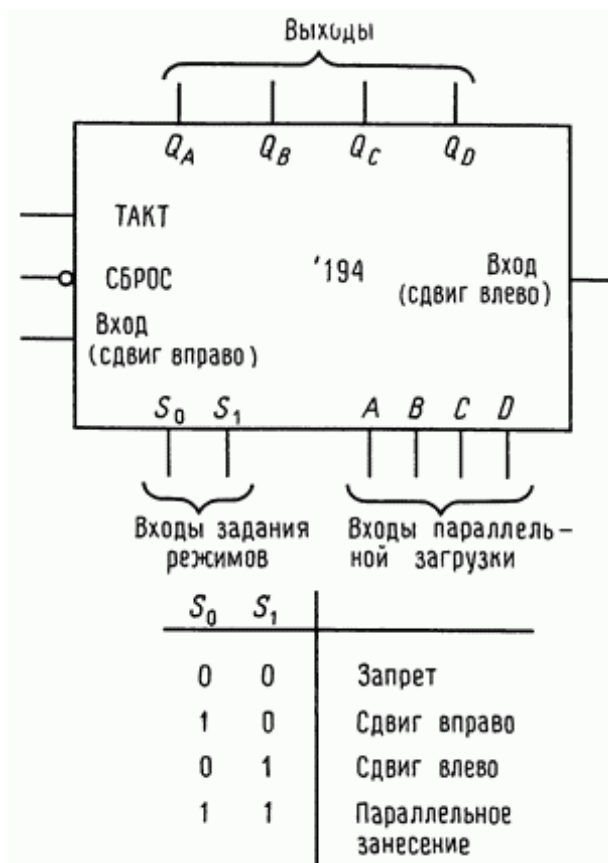 Выходы
Q_A Q_B Q_C Q_D
ТАКТ
СБРОС
'194
Вход
(сдвиг влево)
Вход
(сдвиг вправо)
S_0 S_1
A B C D
Входы задания
режимов
Входы параллель–
ной загрузки
S_0 S_1
0 0 Запрет
1 0 Сдвиг вправо
0 1 Сдвиг влево
1 1 Параллельное
занесение